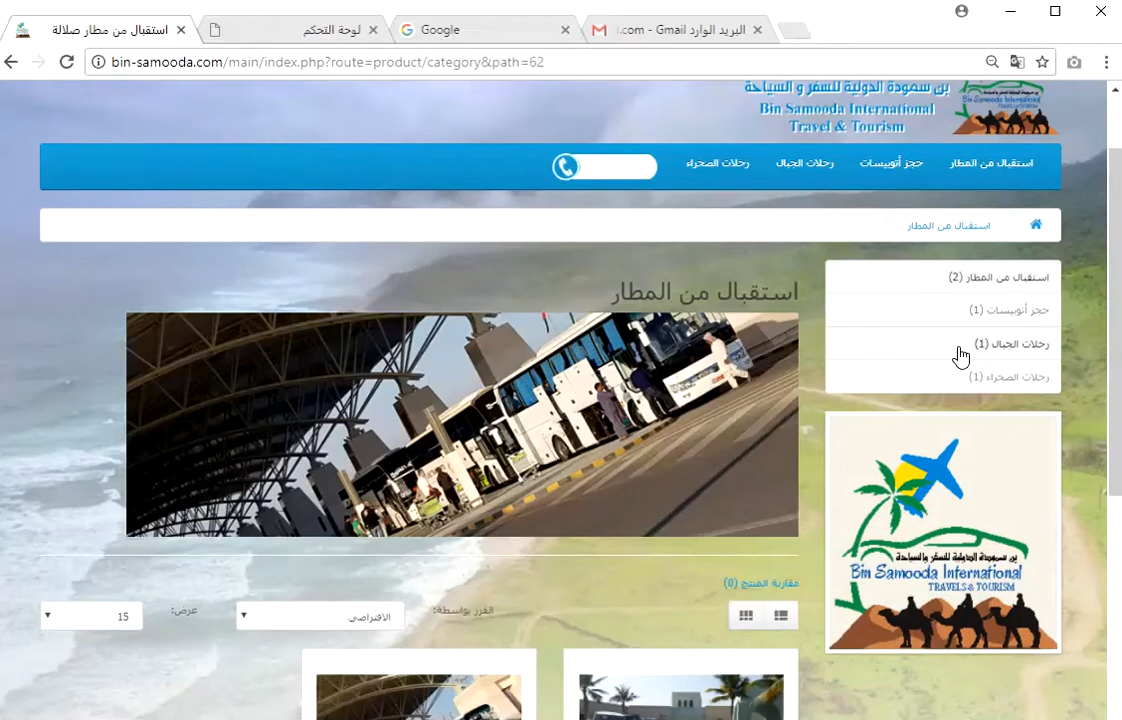 استقبال من مطار صلالة
لوحة التحكم
Google
البريد الوارد l.com - Gmail
bin-samooda.com/main/index.php?route=product/category&path=62
بن سمودة الدولية للسفر و السياحة
Bin Samooda International
Travel & Tourism
استقبال من المطار
حجز أتوبيسات
رحلات الجبال
رحلات الصحراء
استقبال من المطار
استقبال من المطار (2)
حجز أتوبيسات (1)
رحلات الجبال (1)
رحلات الصحراء (1)
استقبال من المطار
بن سمودة الدولية للسفر والسياحة
Bin Samooda International
TRAVELS & TOURISM
مقارنة المنتج (0)
الفرز بواسطة:
الافتراضي
عرض:
15